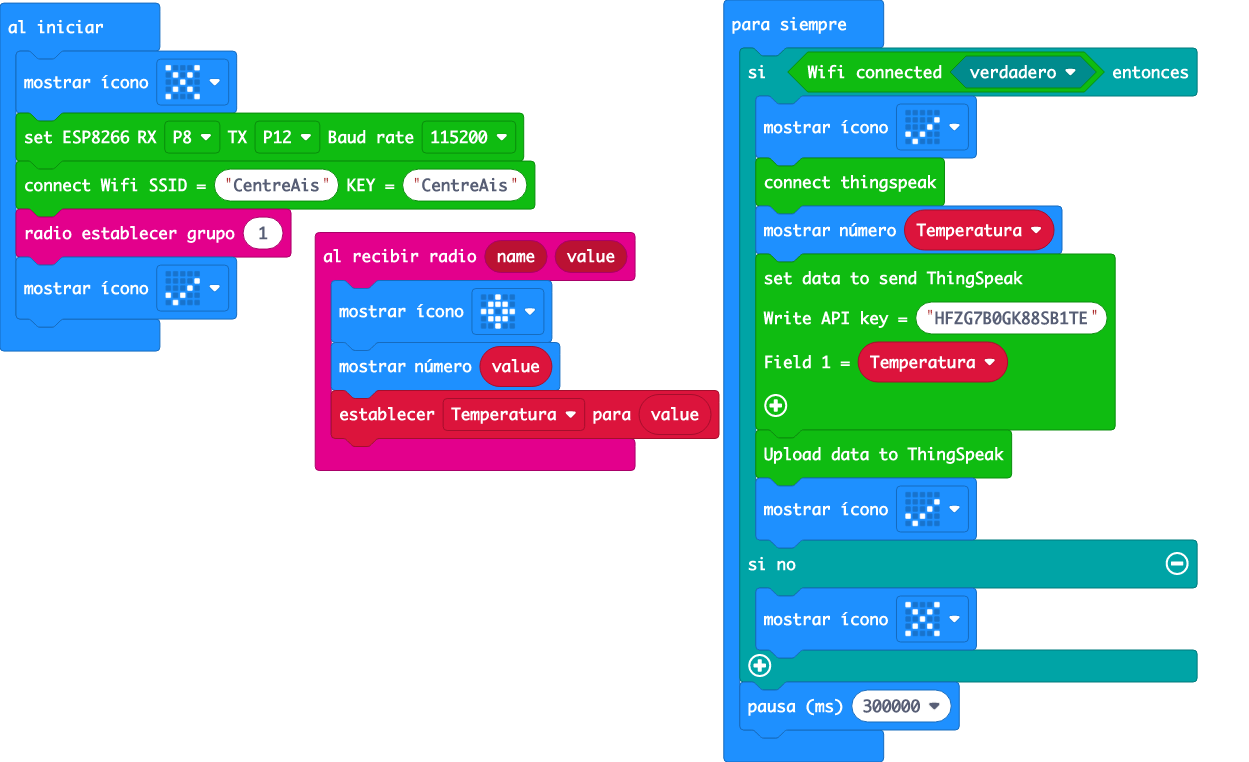 al iniciar
mostrar ícono
set ESP8266 RX P8 TX P12 Baud rate 115200
connect Wifi SSID = "CentreAis" KEY = "CentreAis"
radio establecer grupo 1
mostrar ícono
al recibir radio name value
mostrar ícono
mostrar número value
establecer Temperatura para value
para siempre
si Wifi connected verdadero entonces
mostrar ícono
connect thingspeak
mostrar número Temperatura
set data to send ThingSpeak
Write API key = "HFZG7B0GK88SB1TE"
Field 1 = Temperatura
Upload data to ThingSpeak
mostrar ícono
si no
mostrar ícono
pausa (ms) 300000